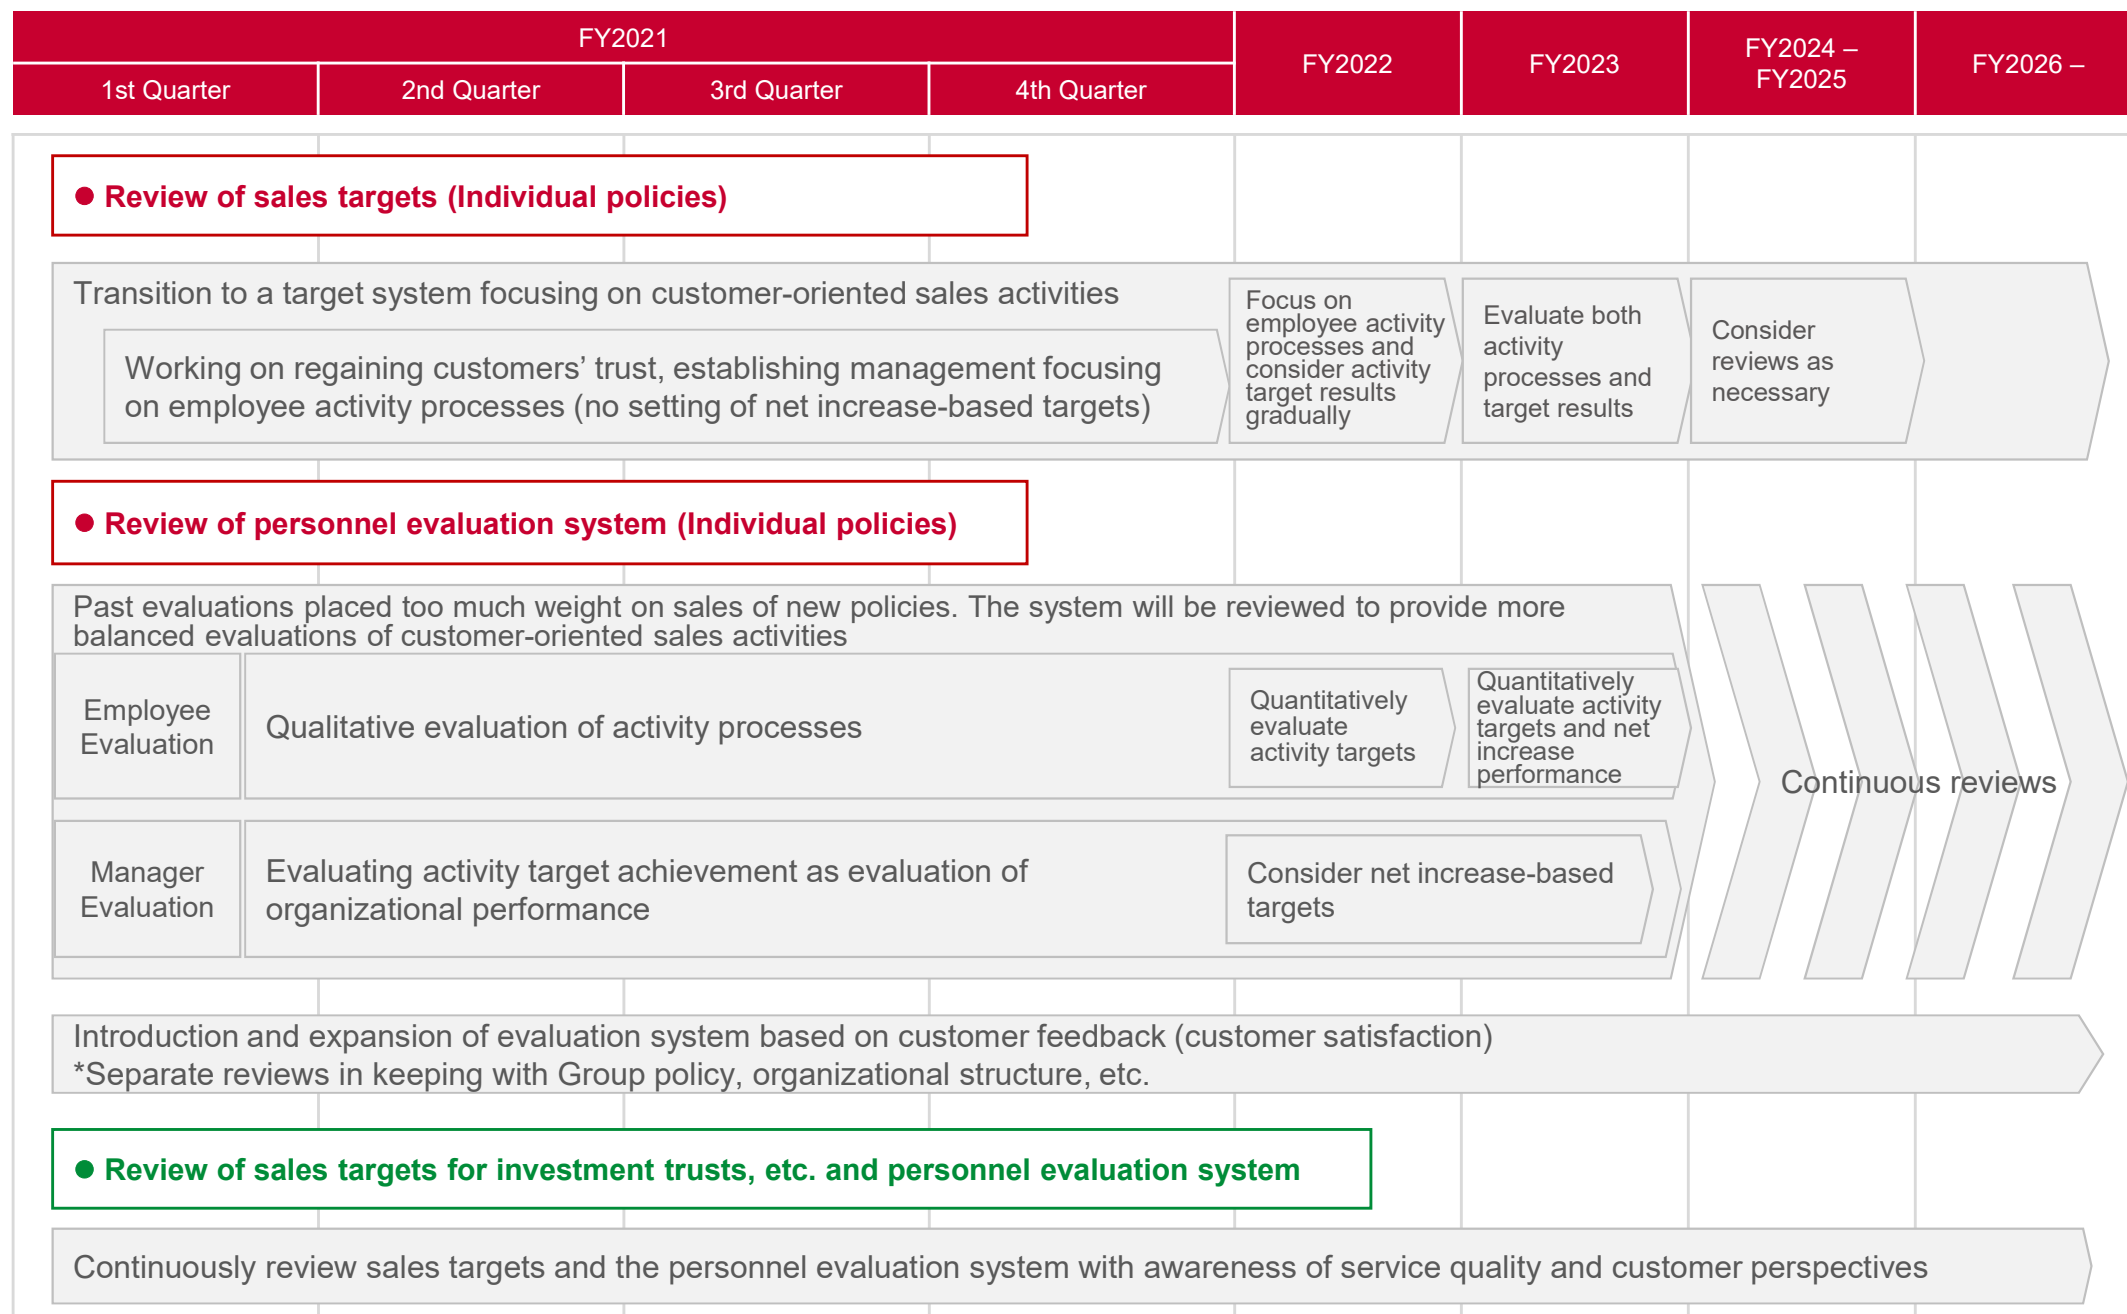 FY2021
FY2022
FY2023
FY2024 –
FY2025
FY2026 –
1st Quarter
2nd Quarter
3rd Quarter
4th Quarter
● Review of sales targets (Individual policies)
Transition to a target system focusing on customer-oriented sales activities
Working on regaining customers’ trust, establishing management focusing
on employee activity processes (no setting of net increase-based targets)
Focus on
employee activity
processes and
consider activity
target results
gradually
Evaluate both
activity
processes and
target results
Consider
reviews as
necessary
● Review of personnel evaluation system (Individual policies)
Past evaluations placed too much weight on sales of new policies. The system will be reviewed to provide more
balanced evaluations of customer-oriented sales activities
Employee
Evaluation
Qualitative evaluation of activity processes
Quantitatively
evaluate
activity targets
Quantitatively
evaluate activity
targets and net
increase
performance
Continuous reviews
Manager
Evaluation
Evaluating activity target achievement as evaluation of
organizational performance
Consider net increase-based
targets
Introduction and expansion of evaluation system based on customer feedback (customer satisfaction)
*Separate reviews in keeping with Group policy, organizational structure, etc.
● Review of sales targets for investment trusts, etc. and personnel evaluation system
Continuously review sales targets and the personnel evaluation system with awareness of service quality and customer perspectives